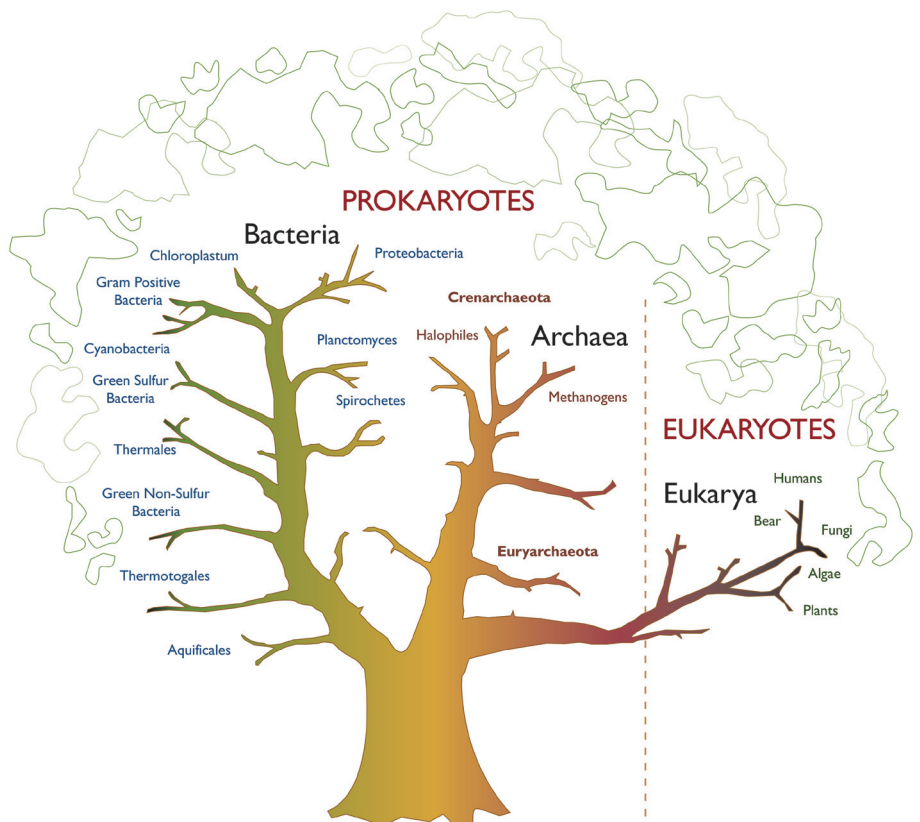 PROKARYOTES
Bacteria
Chloroplastum
Proteobacteria
Gram Positive
Bacteria
Crenarchaeota
Halophiles
Archaea
Planctomyces
Cyanobacteria
Green Sulfur
Bacteria
Spirochetes
Methanogens
EUKARYOTES
Thermales
Eukarya
Humans
Green Non-Sulfur
Bacteria
Bear
Fungi
Euryarchaeota
Thermotogales
Algae
Plants
Aquificales